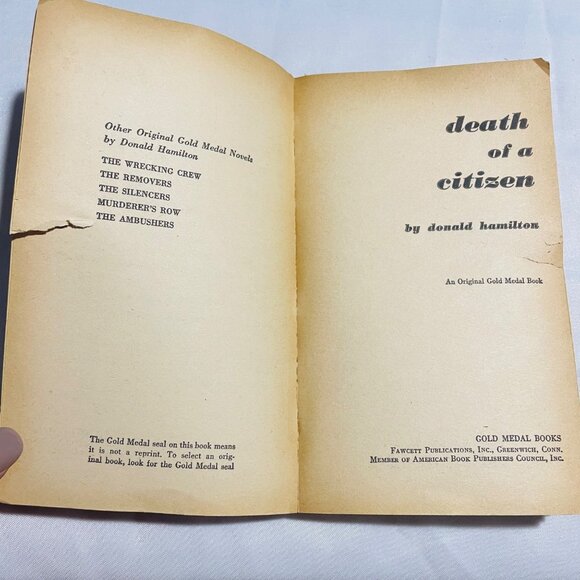 Other Original Gold Medal Novels
by Donald Hamilton
THE WRECKING CREW
THE REMOVERS
THE SILENCERS
MURDERER'S ROW
THE AMBUSHERS
The Gold Medal seal on this book means
it is not a reprint. To select an orig-
inal book, look for the Gold Medal seal
death
of a
citizen
by donald hamilton
An Original Gold Medal Book
GOLD MEDAL BOOKS
FAWCETT PUBLICATIONS, INC., GREENWICH, CONN.
MEMBER OF AMERICAN BOOK PUBLISHERS COUNCIL, INC.